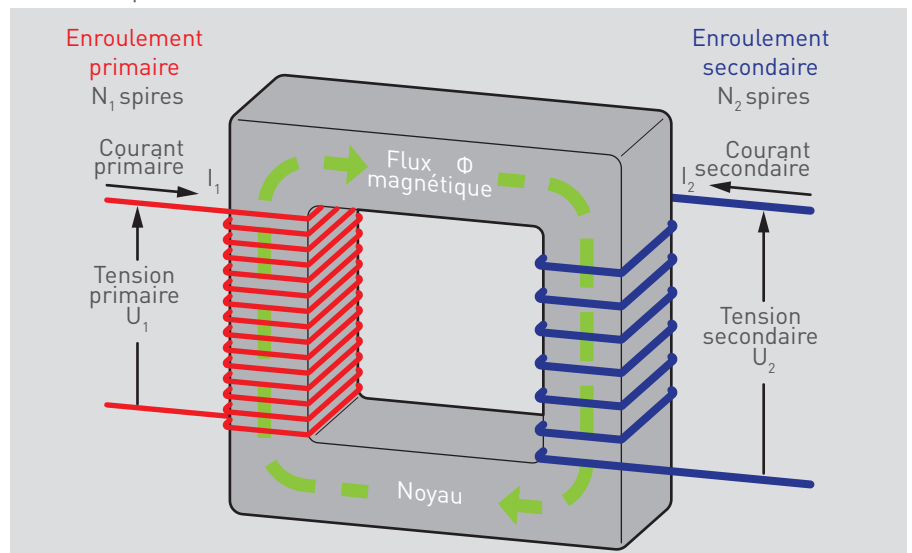 Enroulement
primaire
N₁ spires
Enroulement
secondaire
N₂ spires
Courant
primaire
I₁
Flux Φ
magnétique
Courant
secondaire
I₂
Tension
primaire
U₁
Tension
secondaire
U₂
Noyau